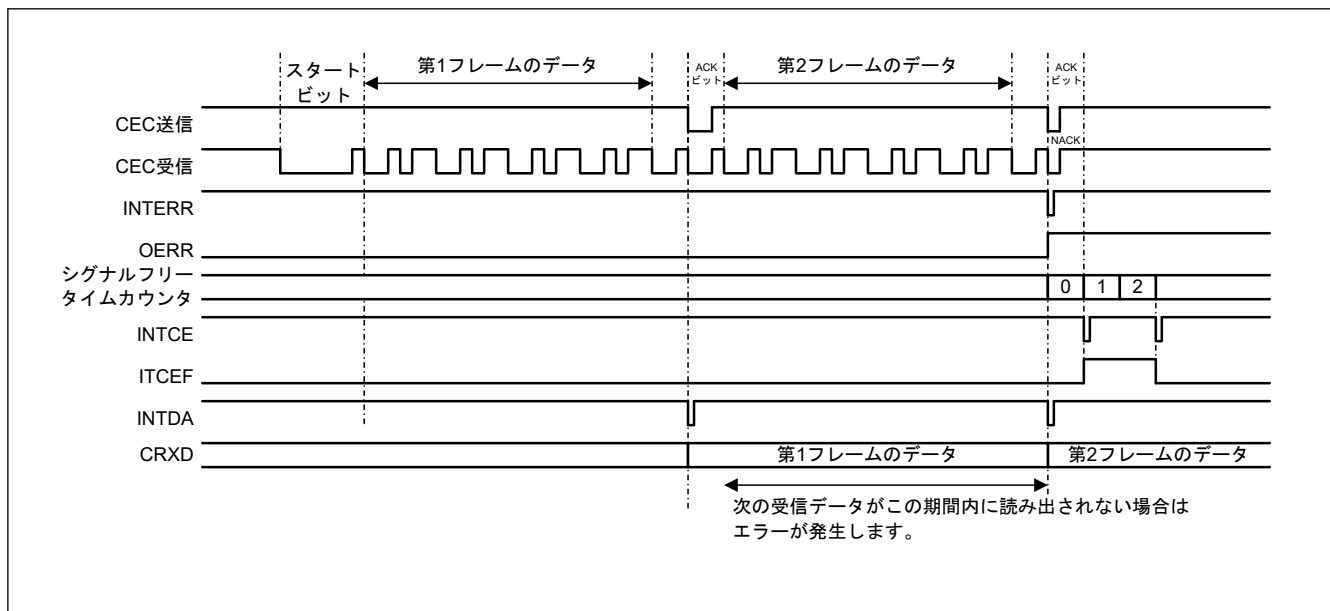 スタート
ビット
第1フレームのデータ
ACK
ビット
第2フレームのデータ
ACK
ビット
CEC送信
NACK
CEC受信
INTERR
OERR
シグナルフリー
タイムカウンタ
0 1 2
INTCE
ITCEF
INTDA
CRXD
第1フレームのデータ
第2フレームのデータ
次の受信データがこの期間内に読み出されない場合は
エラーが発生します。